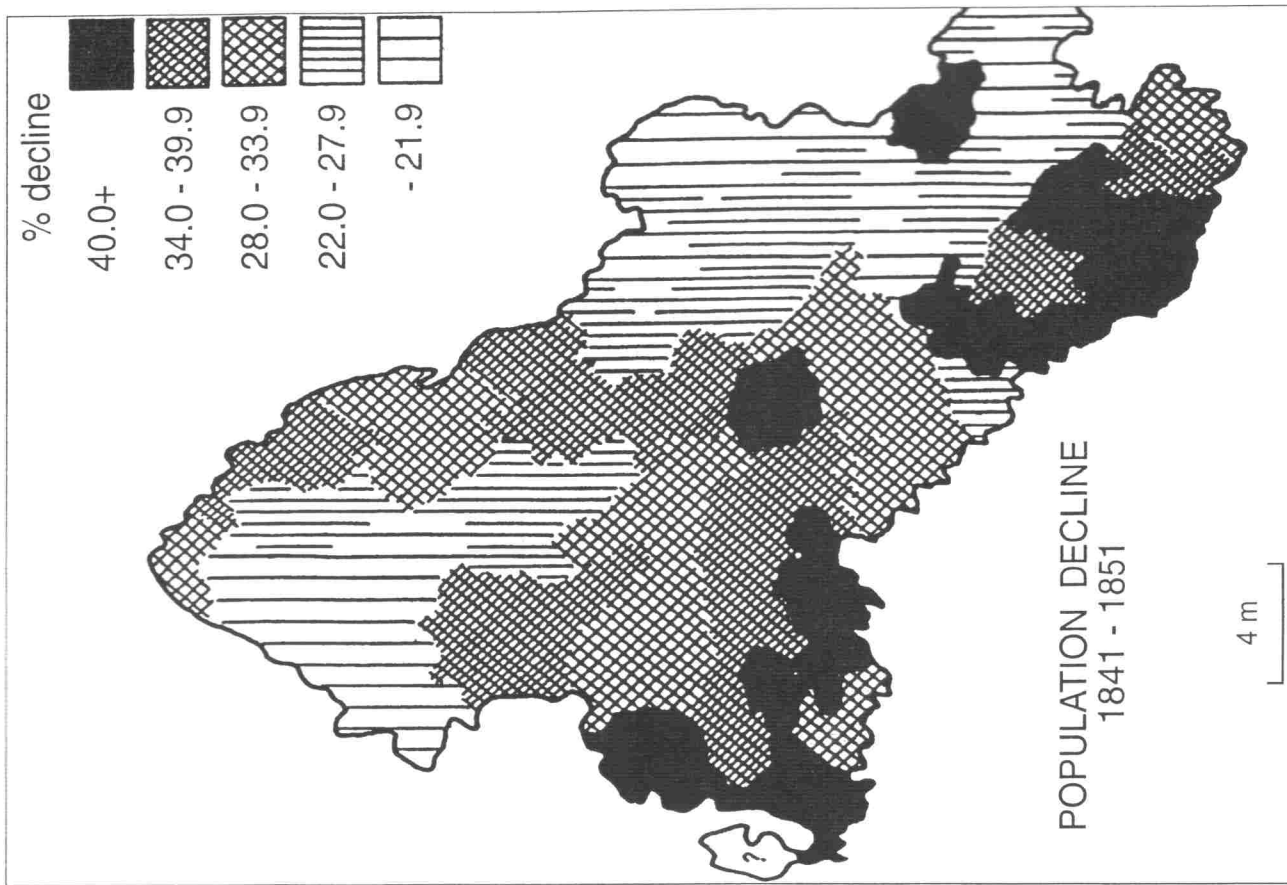 % decline
40.0+
34.0 - 39.9
28.0 - 33.9
22.0 - 27.9
- 21.9
?
POPULATION DECLINE
1841 - 1851
4 m